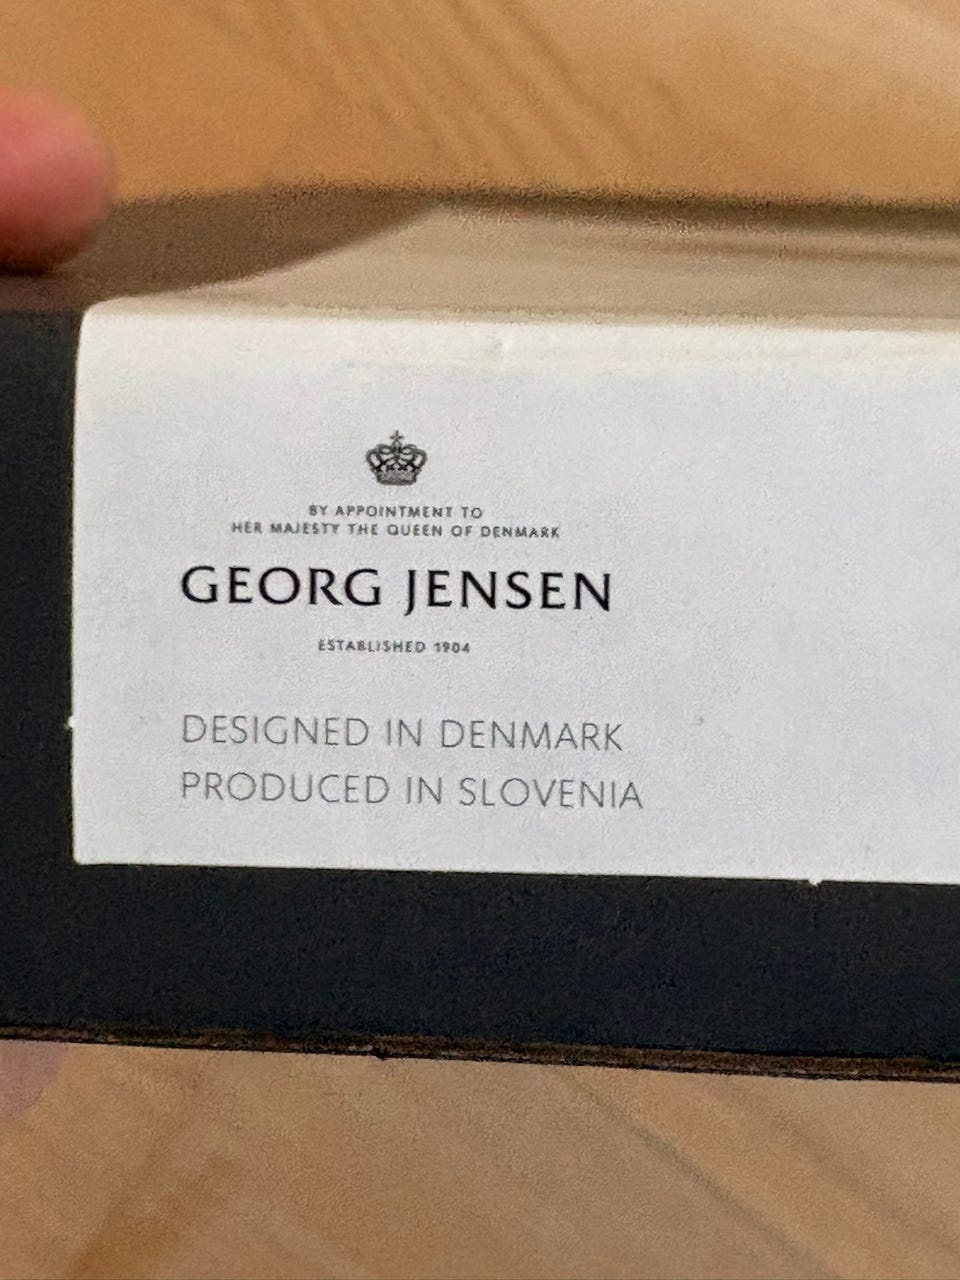 BY APPOINTMENT TO
HER MAJESTY THE QUEEN OF DENMARK
GEORG JENSEN
ESTABLISHED 1904
DESIGNED IN DENMARK
PRODUCED IN SLOVENIA